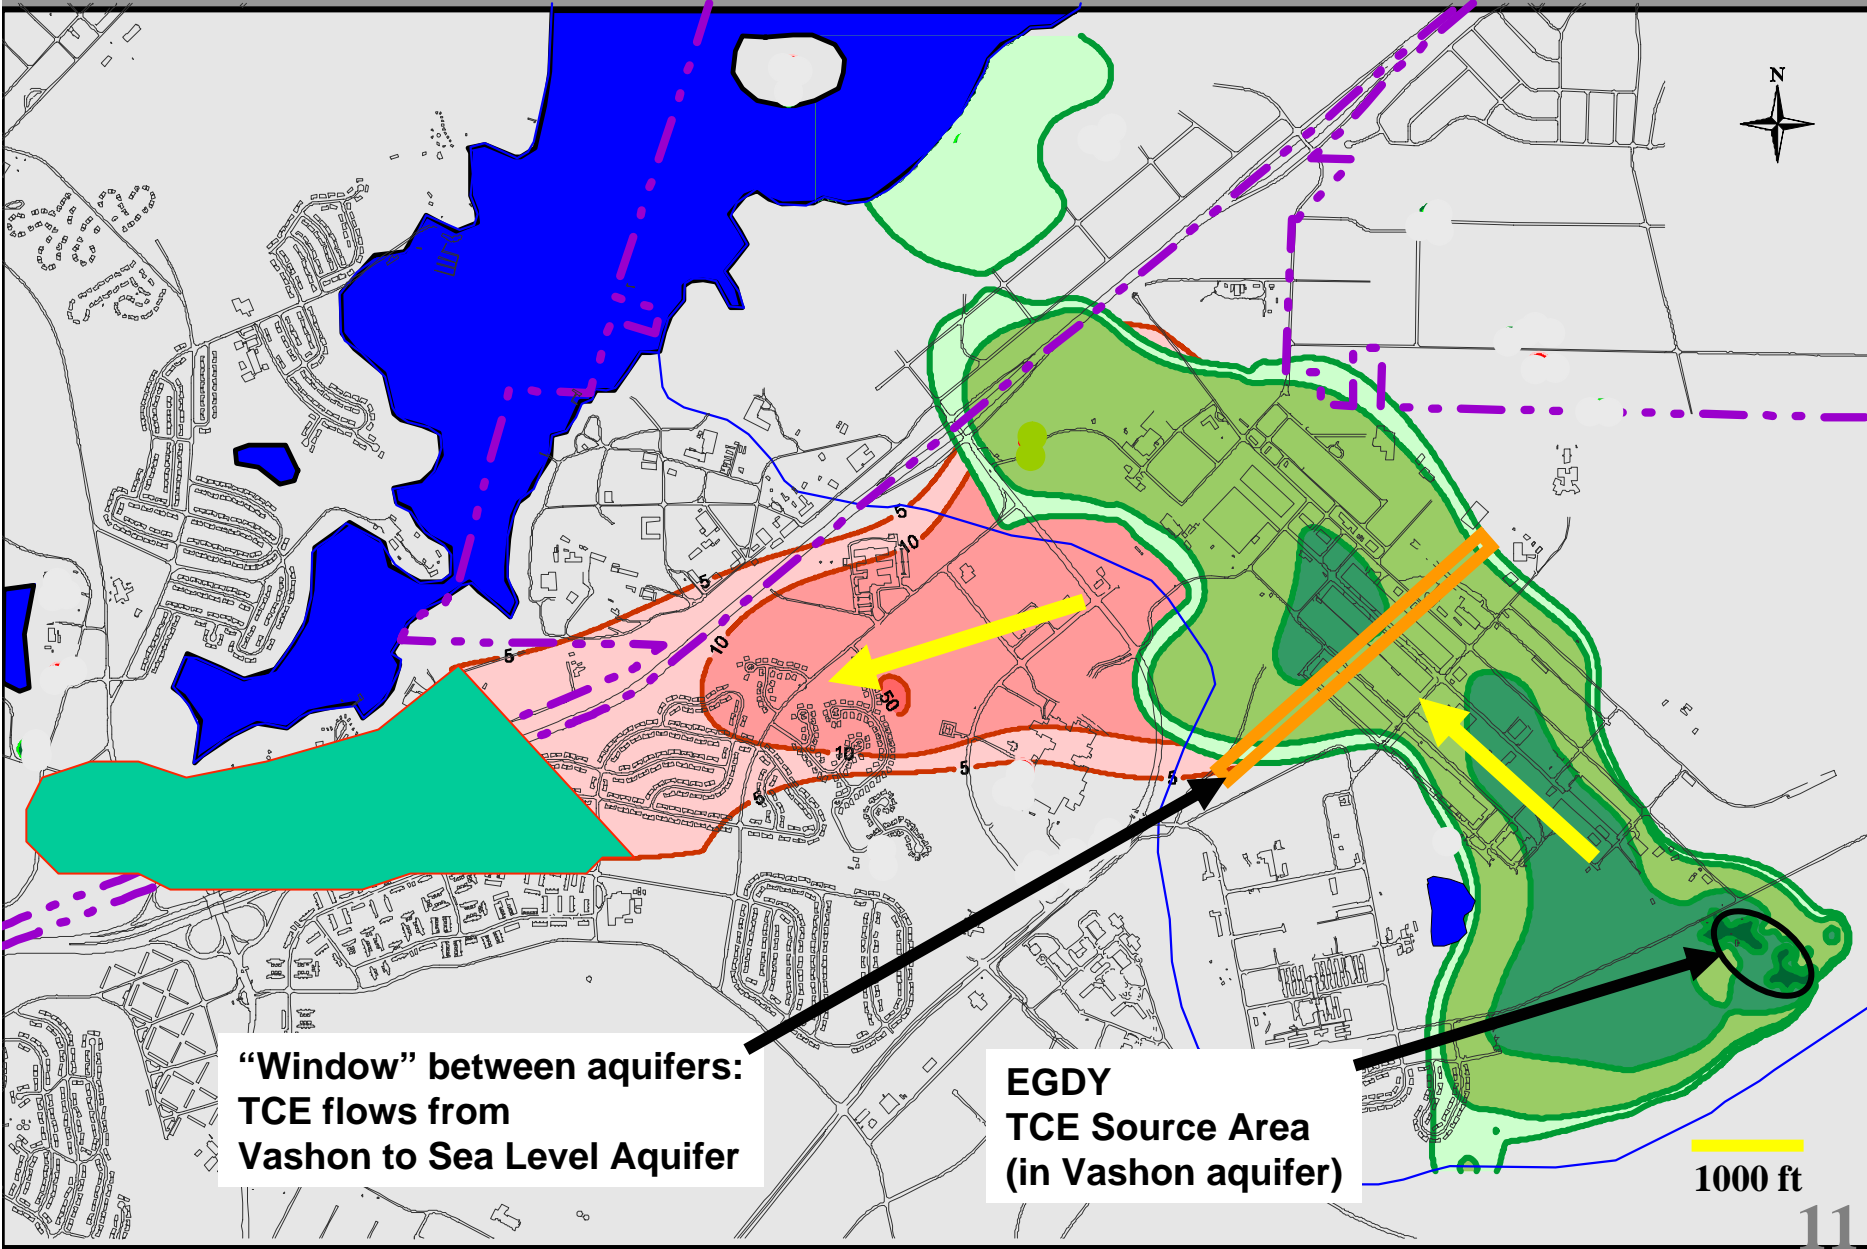 N
5
10
5
10
5
50
10
5
5
5
“Window” between aquifers:
TCE flows from
Vashon to Sea Level Aquifer
EGDY
TCE Source Area
(in Vashon aquifer)
1000 ft
11